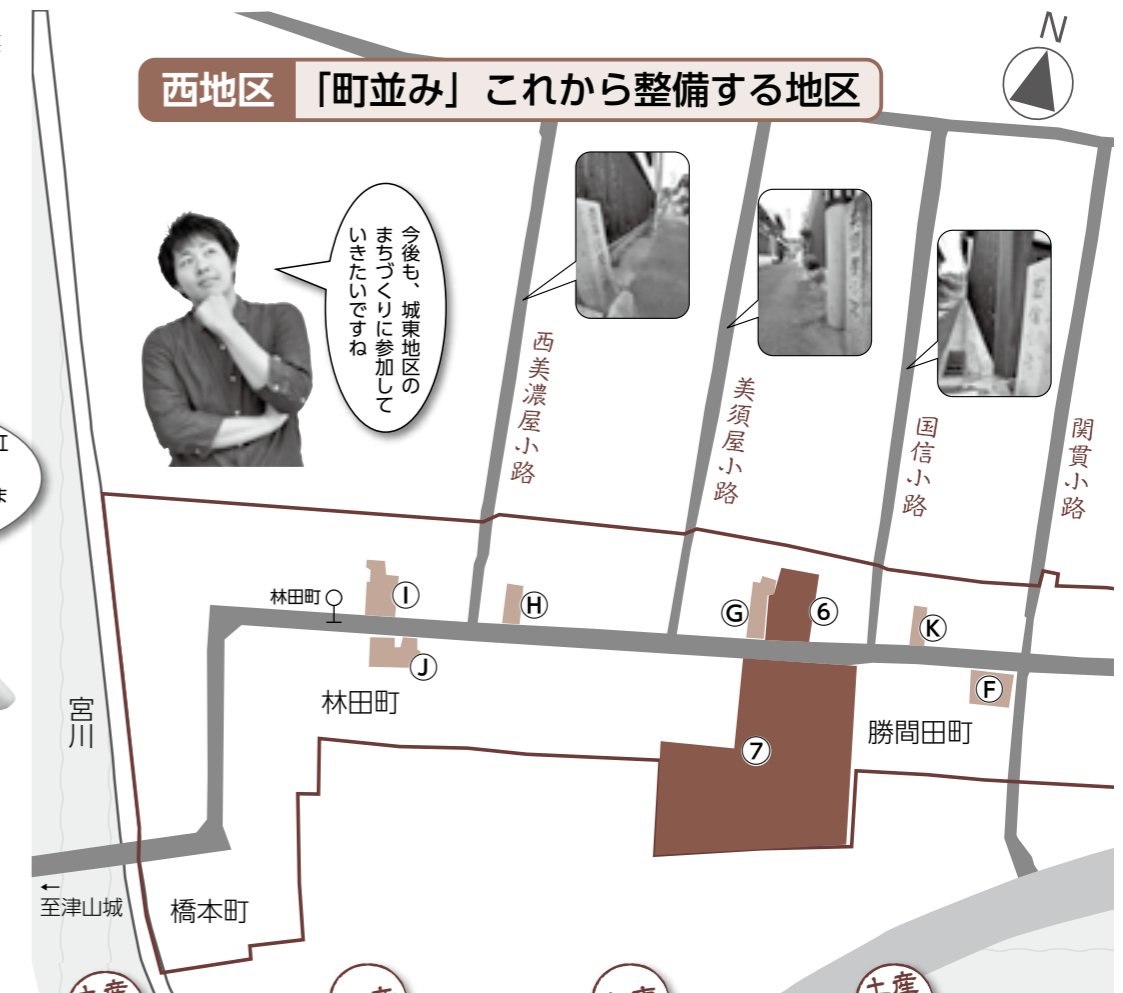 西地区 「町並み」これから整備する地区
N
今後も、城東地区の
まちづくりに参加して
いきたいですね
西美濃屋小路
美須屋小路
国信小路
関貫小路
林田町
I
H
G
6
K
J
F
7
林田町
勝間田町
宮川
←
至津山城
橋本町
土産
土産